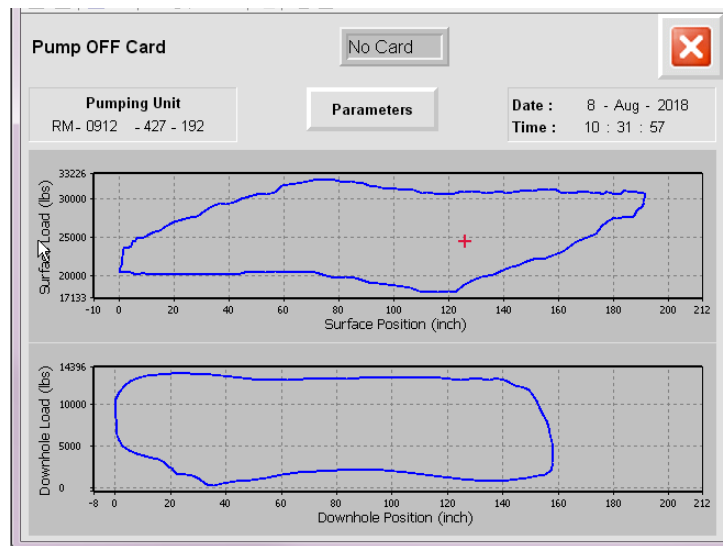 Pump OFF Card
No Card
Pumping Unit
RM- 0912 - 427 - 192
Parameters
Date : 8 - Aug - 2018
Time : 10 : 31 : 57
Surface Load (lbs)
33226
30000
25000
20000
17133
-10 0 20 40 60 80 100 120 140 160 180 200 212
Surface Position (inch)
Downhole Load (lbs)
14396
10000
5000
0
-8 0 20 40 60 80 100 120 140 160 180 200 212
Downhole Position (inch)